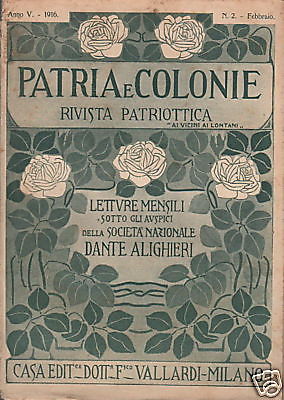 Anno V. - 1916.
N. 2. - Febbraio.
PATRIA E COLONIE
RIVISTA PATRIOTTICA
"AI VICINI AI LONTANI„
LETTVRE MENSILI
SOTTO GLI AVSPICI
DELLA SOCIETÀ NAZIONALE
DANTE ALIGHIERI
CASA EDIT.CE DOTT. F.CO VALLARDI-MILANO